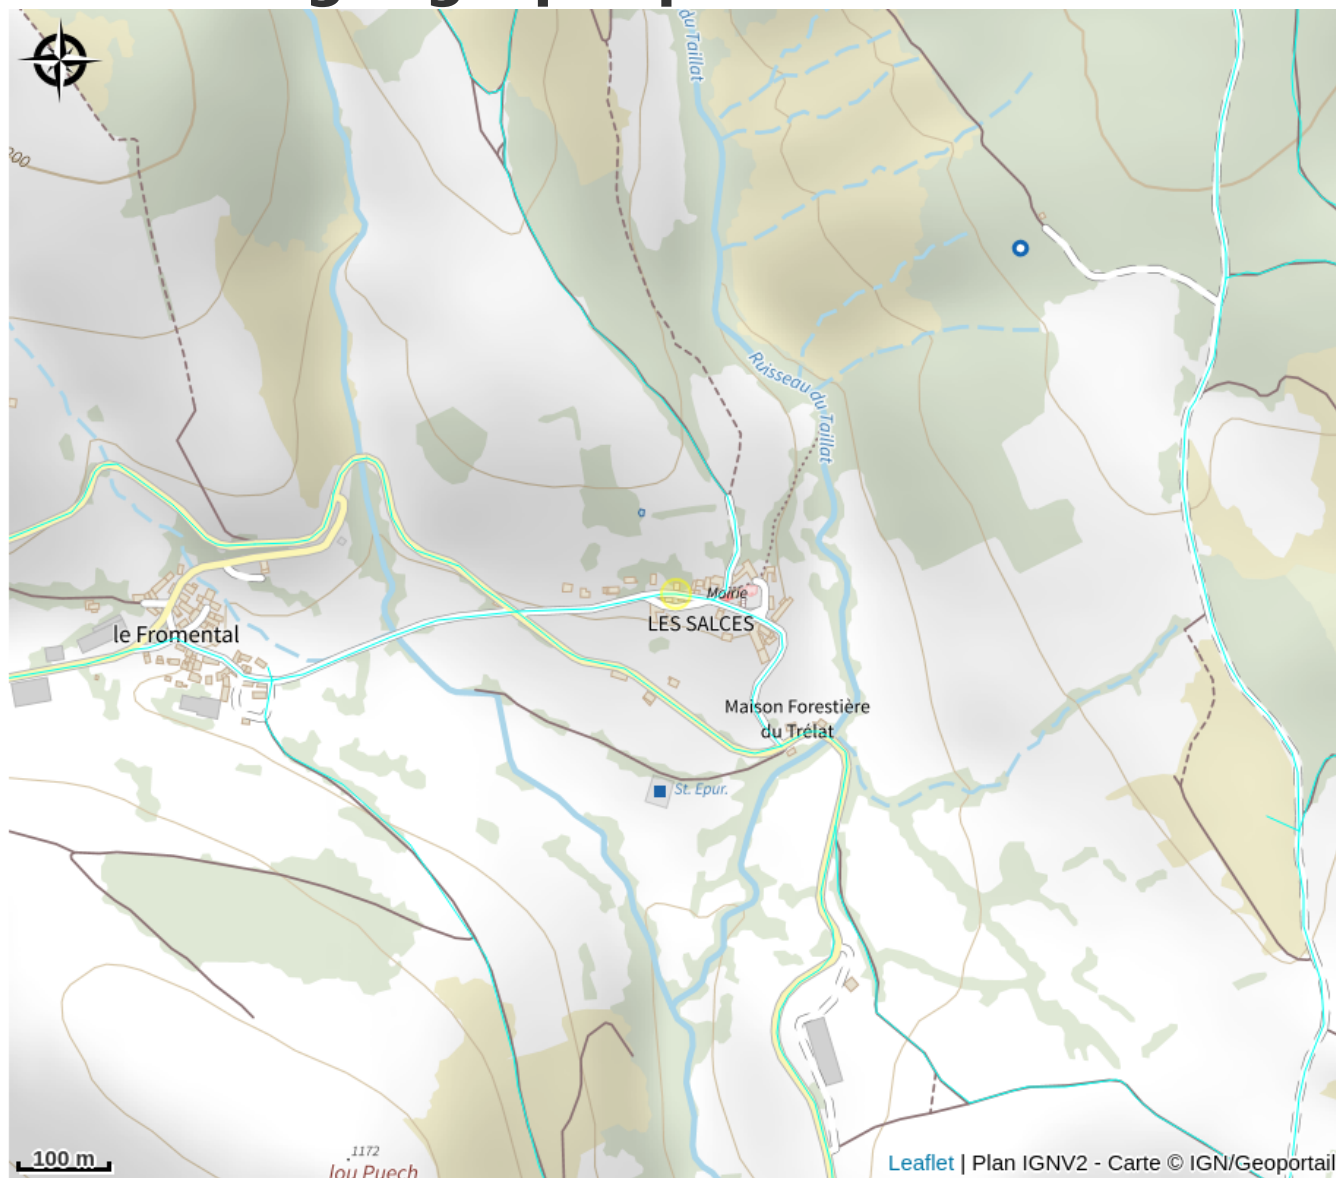 du Taillat
Ruisseau du Taillat
Mairie
LES SALCES
le Fromental
Maison Forestière
du Trélat
St. Epur.
1172
lou Puech
100 m
Leaflet | Plan IGNV2 - Carte © IGN/Geoportail